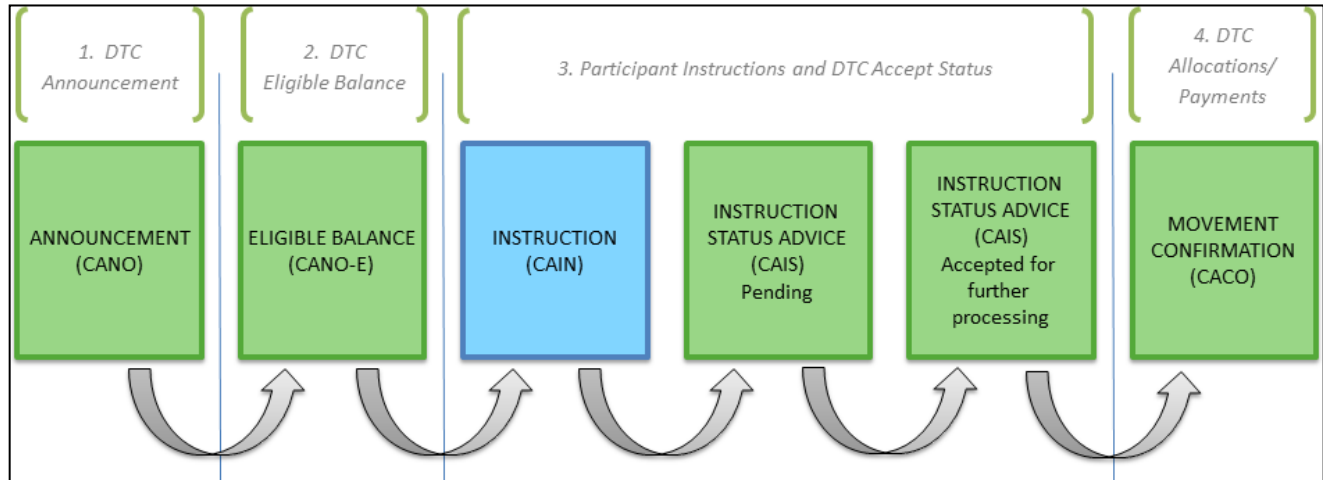 1. DTC
Announcement
2. DTC
Eligible Balance
3. Participant Instructions and DTC Accept Status
4. DTC
Allocations/
Payments
ANNOUNCEMENT
(CANO)
ELIGIBLE BALANCE
(CANO-E)
INSTRUCTION
(CAIN)
INSTRUCTION
STATUS ADVICE
(CAIS)
Pending
INSTRUCTION
STATUS ADVICE
(CAIS)
Accepted for
further
processing
MOVEMENT
CONFIRMATION
(CACO)